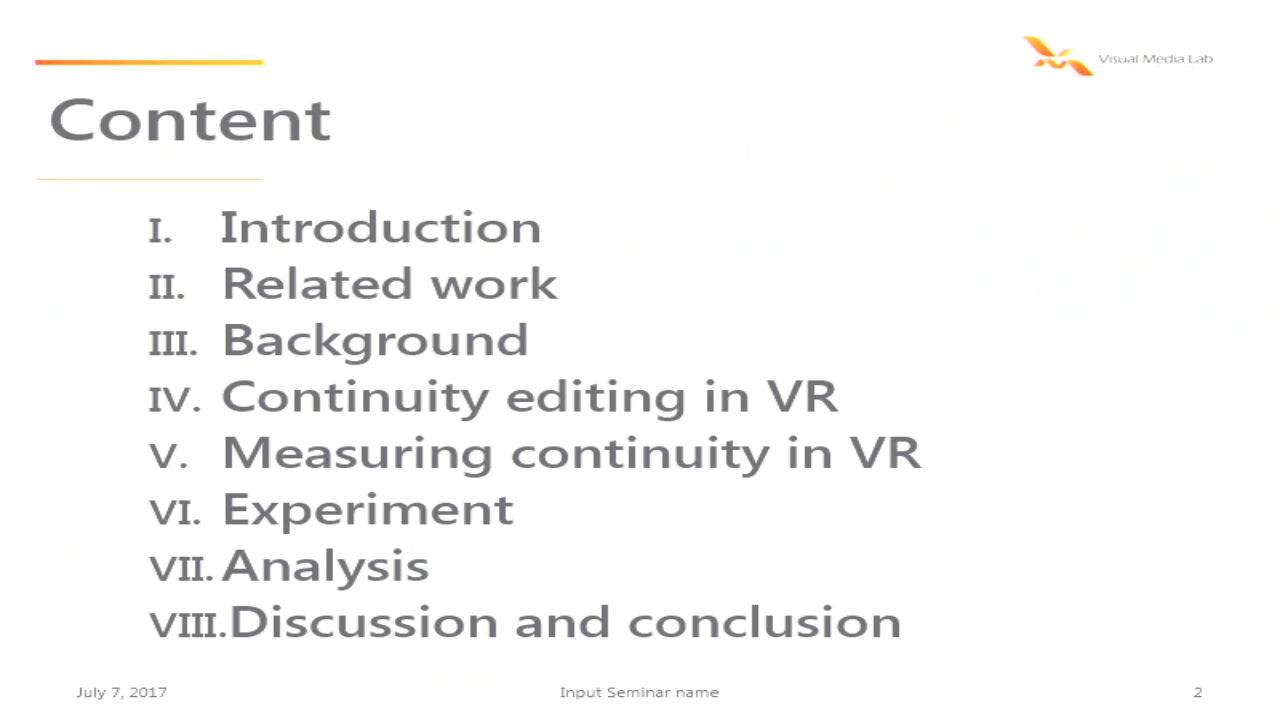 Visual Media Lab
Content
I. Introduction
II. Related work
III. Background
IV. Continuity editing in VR
V. Measuring continuity in VR
VI. Experiment
VII. Analysis
VIII. Discussion and conclusion
July 7, 2017
Input Seminar name
2